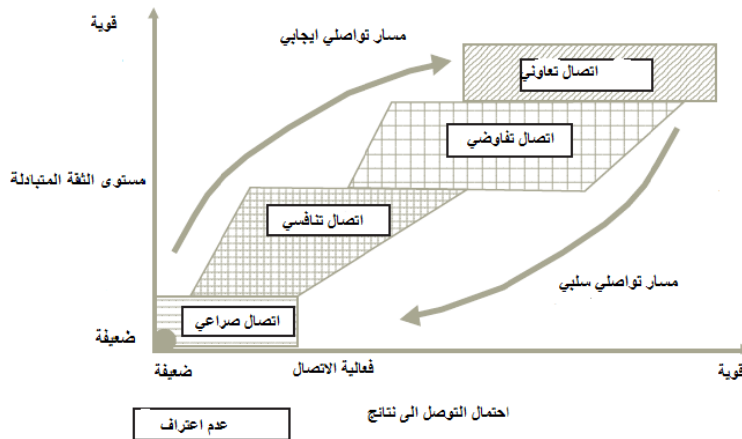 قوية
مسار تواصلي ايجابي
اتصال تعاوني
اتصال تفاوضي
مستوى الثقة المتبادلة
اتصال تنافسي
مسار تواصلي سلبي
اتصال صراعي
ضعيفة
قوية
فعالية الاتصال
ضعيفة
احتمال التوصل الى نتائج
عدم اعتراف